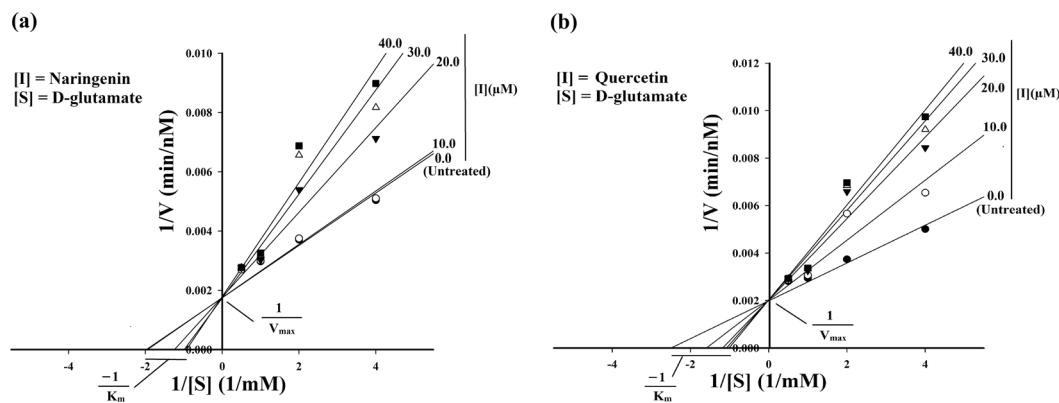 (a)
[I] = Naringenin
[S] = D-glutamate
1/V (min/nM)
0.010
0.008
0.006
0.004
0.002
0.000
40.0
30.0
20.0
10.0
0.0
(Untreated)
[I](µM)
1
Vmax
−1
Km
-4
-2
0
2
4
1/[S] (1/mM)
(b)
[I] = Quercetin
[S] = D-glutamate
1/V (min/nM)
0.012
0.010
0.008
0.006
0.004
0.002
0.000
40.0
30.0
20.0
10.0
0.0
(Untreated)
[I](µM)
1
Vmax
−1
Km
-4
-2
0
2
4
1/[S] (1/mM)